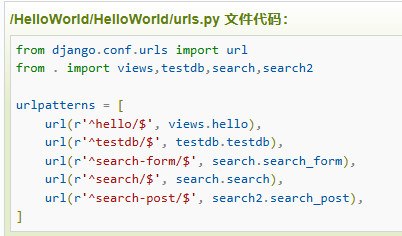 /HelloWorld/HelloWorld/urls.py 文件代码：
from django.conf.urls import url
from . import views,testdb,search,search2
urlpatterns = [
    url(r'^hello/$', views.hello),
    url(r'^testdb/$', testdb.testdb),
    url(r'^search-form/$', search.search_form),
    url(r'^search/$', search.search),
    url(r'^search-post/$', search2.search_post),
]